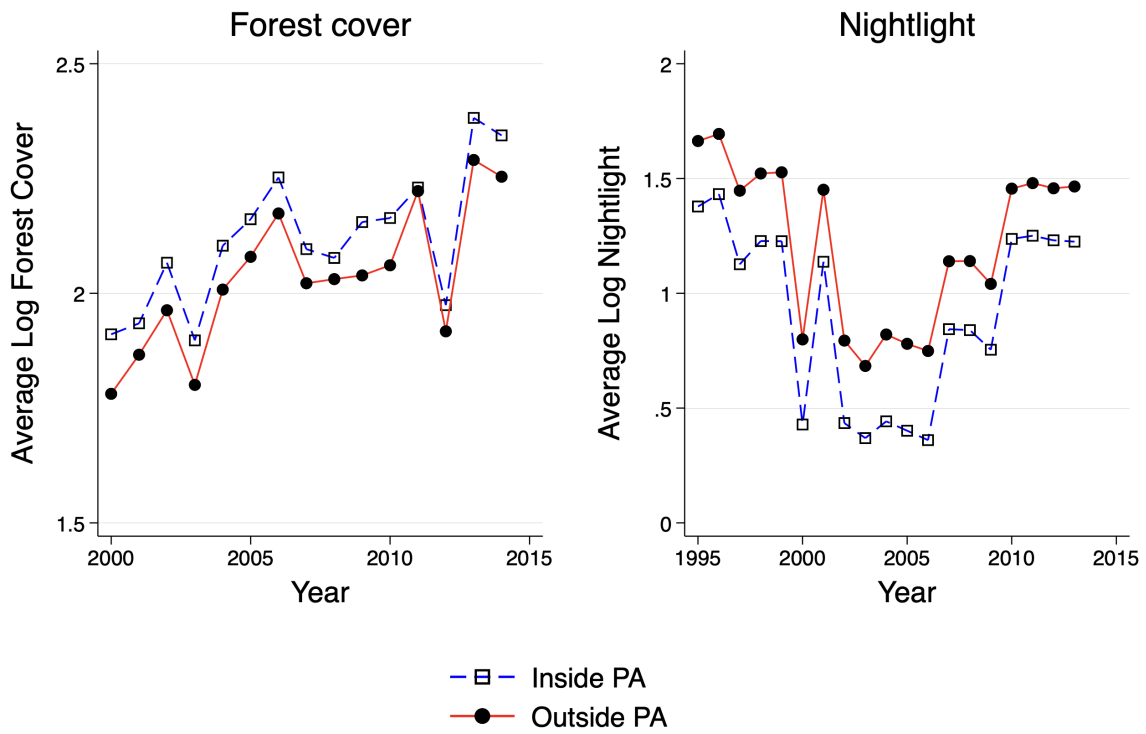 Forest cover
Average Log Forest Cover
2.5
2
1.5
2000 2005 2010 2015
Year
Nightlight
Average Log Nightlight
2
1.5
1
.5
0
1995 2000 2005 2010 2015
Year
Inside PA
Outside PA